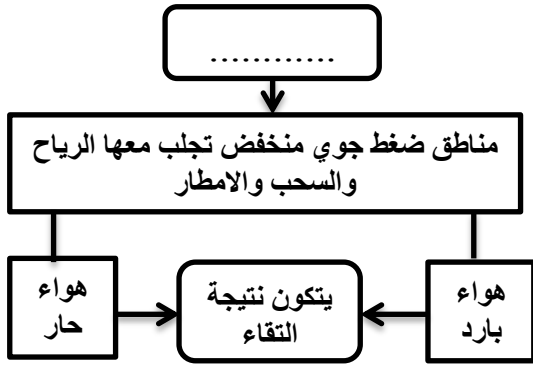 ............
مناطق ضغط جوي منخفض تجلب معها الرياح
والسحب والامطار
هواء
بارد
يتكون نتيجة
التقاء
هواء
حار